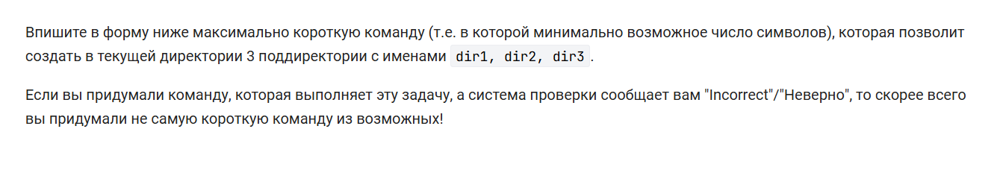 Впишите в форму ниже максимально короткую команду (т.е. в которой минимально возможное число символов), которая позволит
создать в текущей директории 3 поддиректории с именами dir1, dir2, dir3 .
Если вы придумали команду, которая выполняет эту задачу, а система проверки сообщает вам "Incorrect"/"Неверно", то скорее всего
вы придумали не самую короткую команду из возможных!